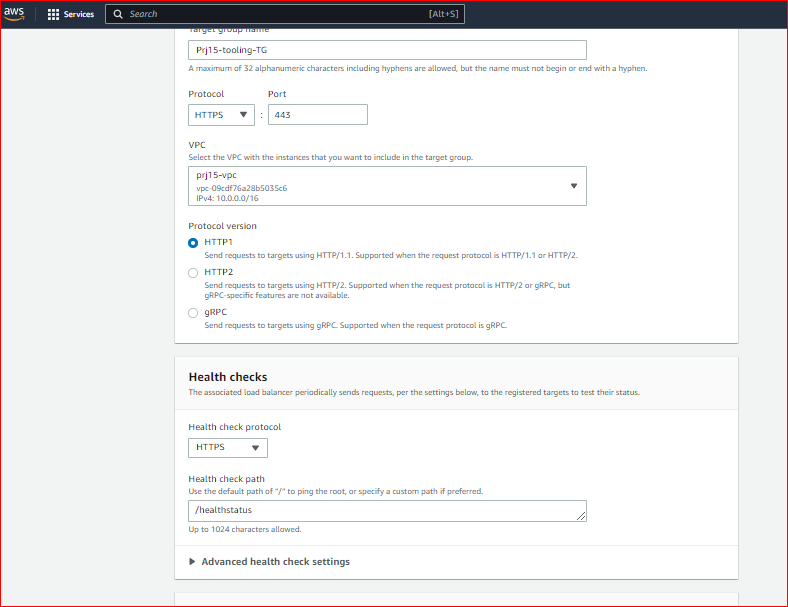 aws
Services
Search
[Alt+S]
Target group name
Prj15-tooling-TG
A maximum of 32 alphanumeric characters including hyphens are allowed, but the name must not begin or end with a hyphen.
Protocol
Port
HTTPS
:
443
VPC
Select the VPC with the instances that you want to include in the target group.
prj15-vpc
vpc-09cdf76a28b5035c6
IPv4: 10.0.0.0/16
Protocol version
HTTP1
Send requests to targets using HTTP/1.1. Supported when the request protocol is HTTP/1.1 or HTTP/2.
HTTP2
Send requests to targets using HTTP/2. Supported when the request protocol is HTTP/2 or gRPC, but
gRPC-specific features are not available.
gRPC
Send requests to targets using gRPC. Supported when the request protocol is gRPC.
Health checks
The associated load balancer periodically sends requests, per the settings below, to the registered targets to test their status.
Health check protocol
HTTPS
Health check path
Use the default path of "/" to ping the root, or specify a custom path if preferred.
/healthstatus
Up to 1024 characters allowed.
Advanced health check settings